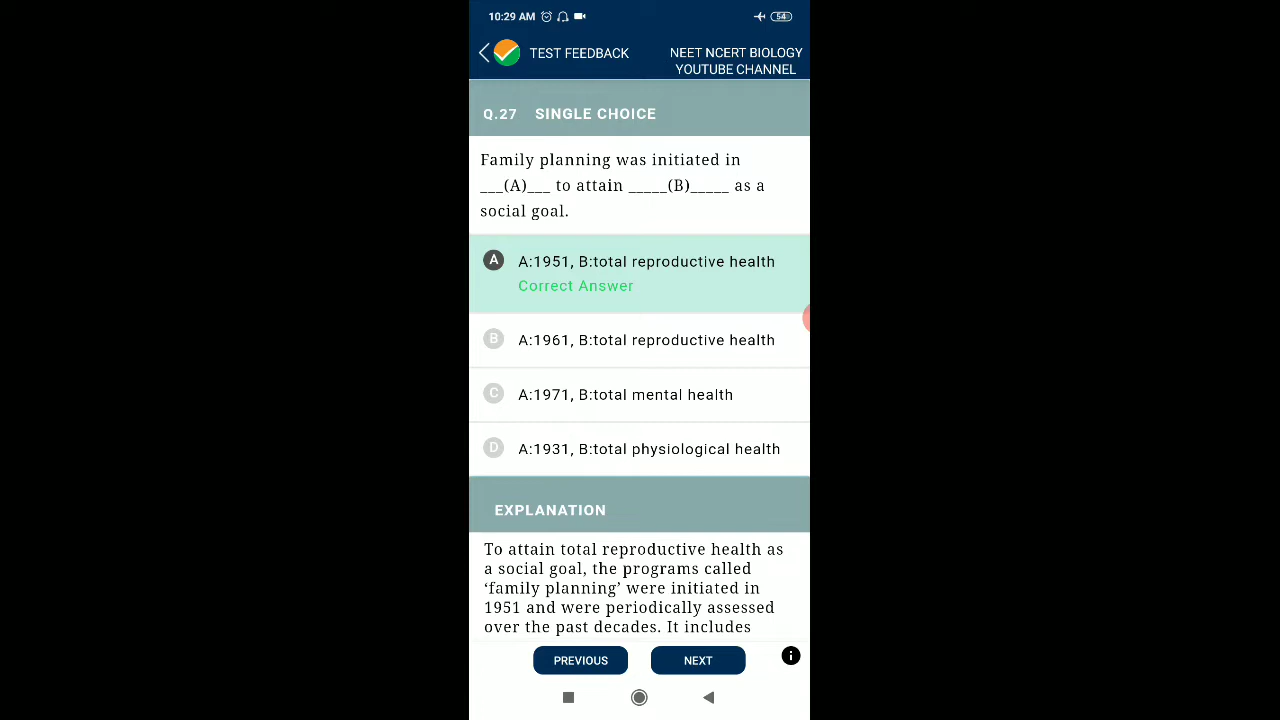 10:29 AM
54
TEST FEEDBACK
NEET NCERT BIOLOGY
YOUTUBE CHANNEL
Q.27 SINGLE CHOICE
Family planning was initiated in
___(A)___ to attain _____(B)_____ as a
social goal.
A A:1951, B:total reproductive health
Correct Answer
B A:1961, B:total reproductive health
C A:1971, B:total mental health
D A:1931, B:total physiological health
EXPLANATION
To attain total reproductive health as
a social goal, the programs called
‘family planning’ were initiated in
1951 and were periodically assessed
over the past decades. It includes
PREVIOUS
NEXT